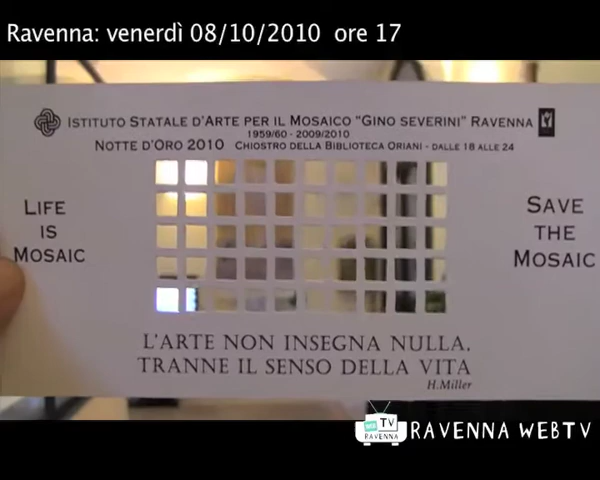 Ravenna: venerdì 08/10/2010 ore 17
ISTITUTO STATALE D'ARTE PER IL MOSAICO "GINO SEVERINI" RAVENNA
1959/60 - 2009/2010
NOTTE D'ORO 2010 CHIOSTRO DELLA BIBLIOTECA ORIANI - DALLE 18 ALLE 24
LIFE
IS
MOSAIC
SAVE
THE
MOSAIC
L'ARTE NON INSEGNA NULLA,
TRANNE IL SENSO DELLA VITA
H.Miller
WEB TV
RAVENNA
RAVENNA WEBTV